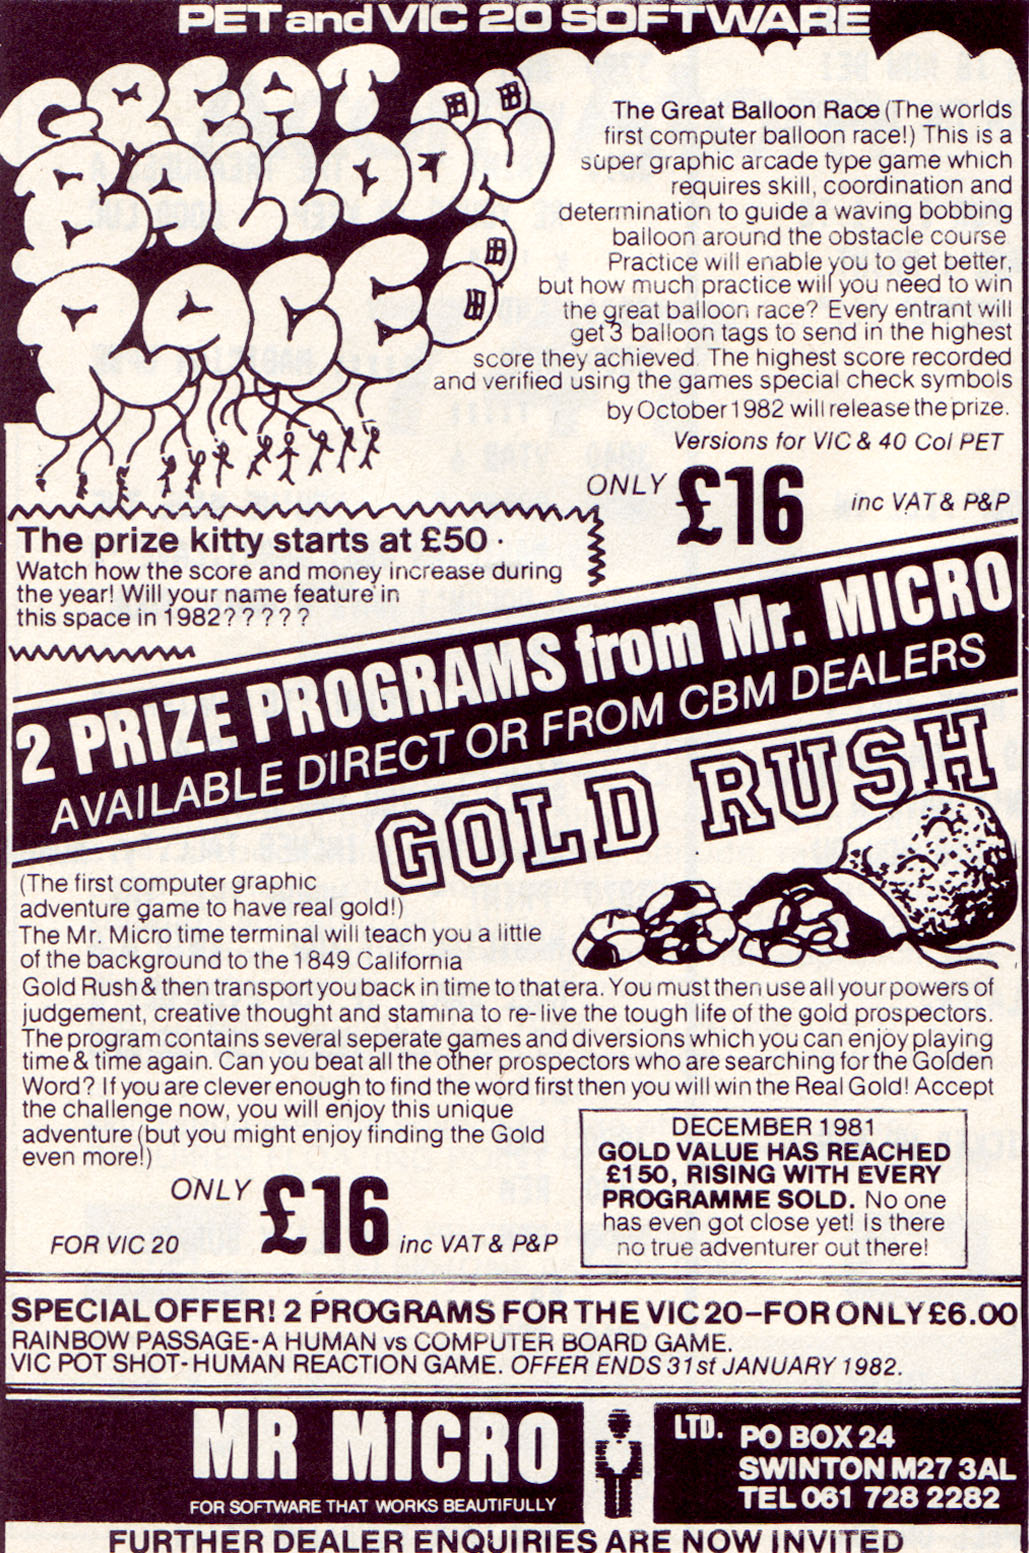 PET and VIC 20 SOFTWARE
GREAT
BALLOON
RACE
The Great Balloon Race (The worlds
first computer balloon race!) This is a
super graphic arcade type game which
requires skill, coordination and
determination to guide a waving bobbing
balloon around the obstacle course.
Practice will enable you to get better,
but how much practice will you need to win
the great balloon race? Every entrant will
get 3 balloon tags to send in the highest
score they achieved. The highest score recorded
and verified using the games special check symbols
by October 1982 will release the prize.
Versions for VIC & 40 Col PET
ONLY £16 inc VAT & P&P
The prize kitty starts at £50.
Watch how the score and money increase during
the year! Will your name feature in
this space in 1982?????
2 PRIZE PROGRAMS from Mr. MICRO
AVAILABLE DIRECT OR FROM CBM DEALERS
GOLD RUSH
(The first computer graphic
adventure game to have real gold!)
The Mr. Micro time terminal will teach you a little
of the background to the 1849 California
Gold Rush & then transport you back in time to that era. You must then use all your powers of
judgement, creative thought and stamina to re-live the tough life of the gold prospectors.
The program contains several seperate games and diversions which you can enjoy playing
time & time again. Can you beat all the other prospectors who are searching for the Golden
Word? If you are clever enough to find the word first then you will win the Real Gold! Accept
the challenge now, you will enjoy this unique
adventure (but you might enjoy finding the Gold
even more!)
ONLY £16
FOR VIC 20 inc VAT & P&P
DECEMBER 1981
GOLD VALUE HAS REACHED
£150, RISING WITH EVERY
PROGRAMME SOLD. No one
has even got close yet! Is there
no true adventurer out there!
SPECIAL OFFER! 2 PROGRAMS FOR THE VIC 20-FOR ONLY £6.00
RAINBOW PASSAGE-A HUMAN vs COMPUTER BOARD GAME.
VIC POT SHOT-HUMAN REACTION GAME. OFFER ENDS 31st JANUARY 1982.
MR MICRO LTD.
FOR SOFTWARE THAT WORKS BEAUTIFULLY
PO BOX 24
SWINTON M27 3AL
TEL 061 728 2282
FURTHER DEALER ENQUIRIES ARE NOW INVITED